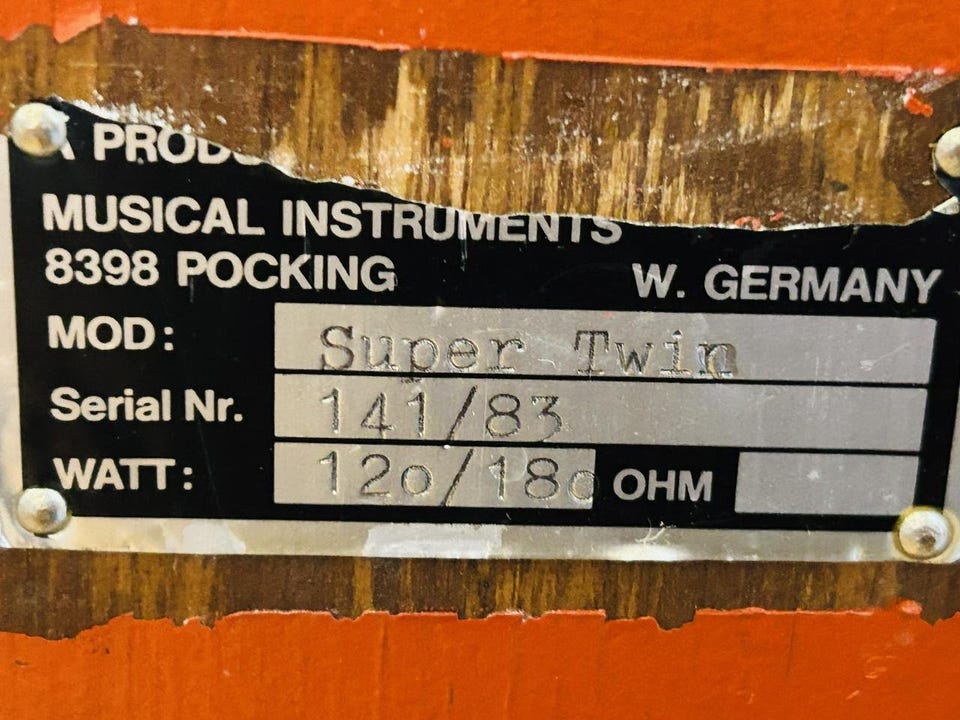 A
MUSICAL INSTRUMENTS
8398 POCKING W. GERMANY
MOD: Super Twin
Serial Nr. 141/83
WATT: 12o/18o OHM